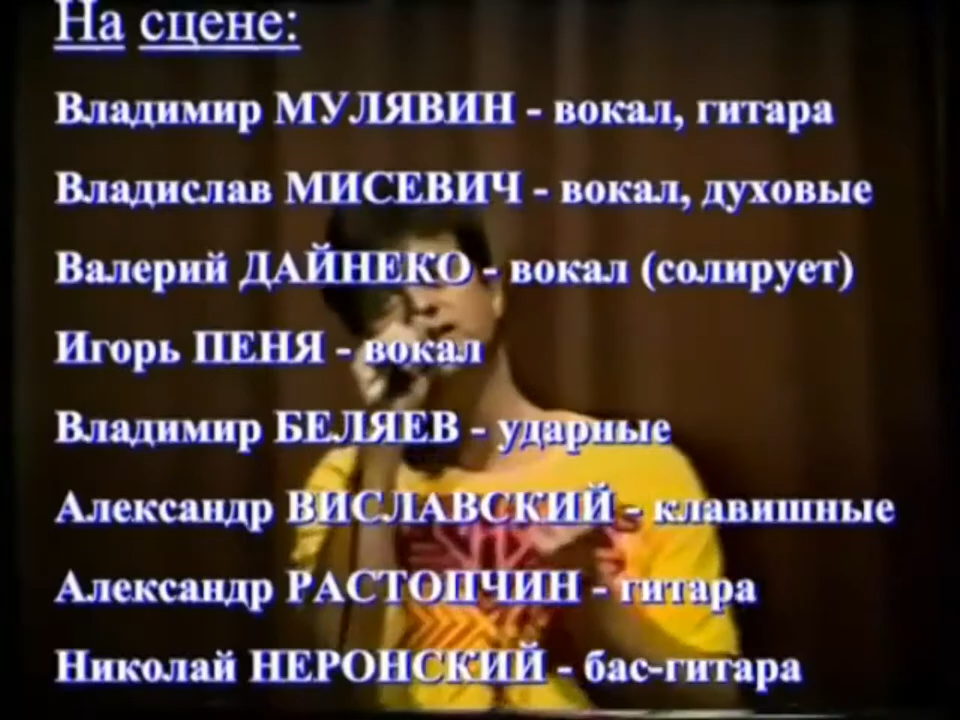 На сцене:
Владимир МУЛЯВИН - вокал, гитара
Владислав МИСЕВИЧ - вокал, духовые
Валерий ДАЙНЕКО - вокал (солирует)
Игорь ПЕНЯ - вокал
Владимир БЕЛЯЕВ - ударные
Александр ВИСЛАВСКИЙ - клавишные
Александр РАСТОПЧИН - гитара
Николай НЕРОНСКИЙ - бас-гитара